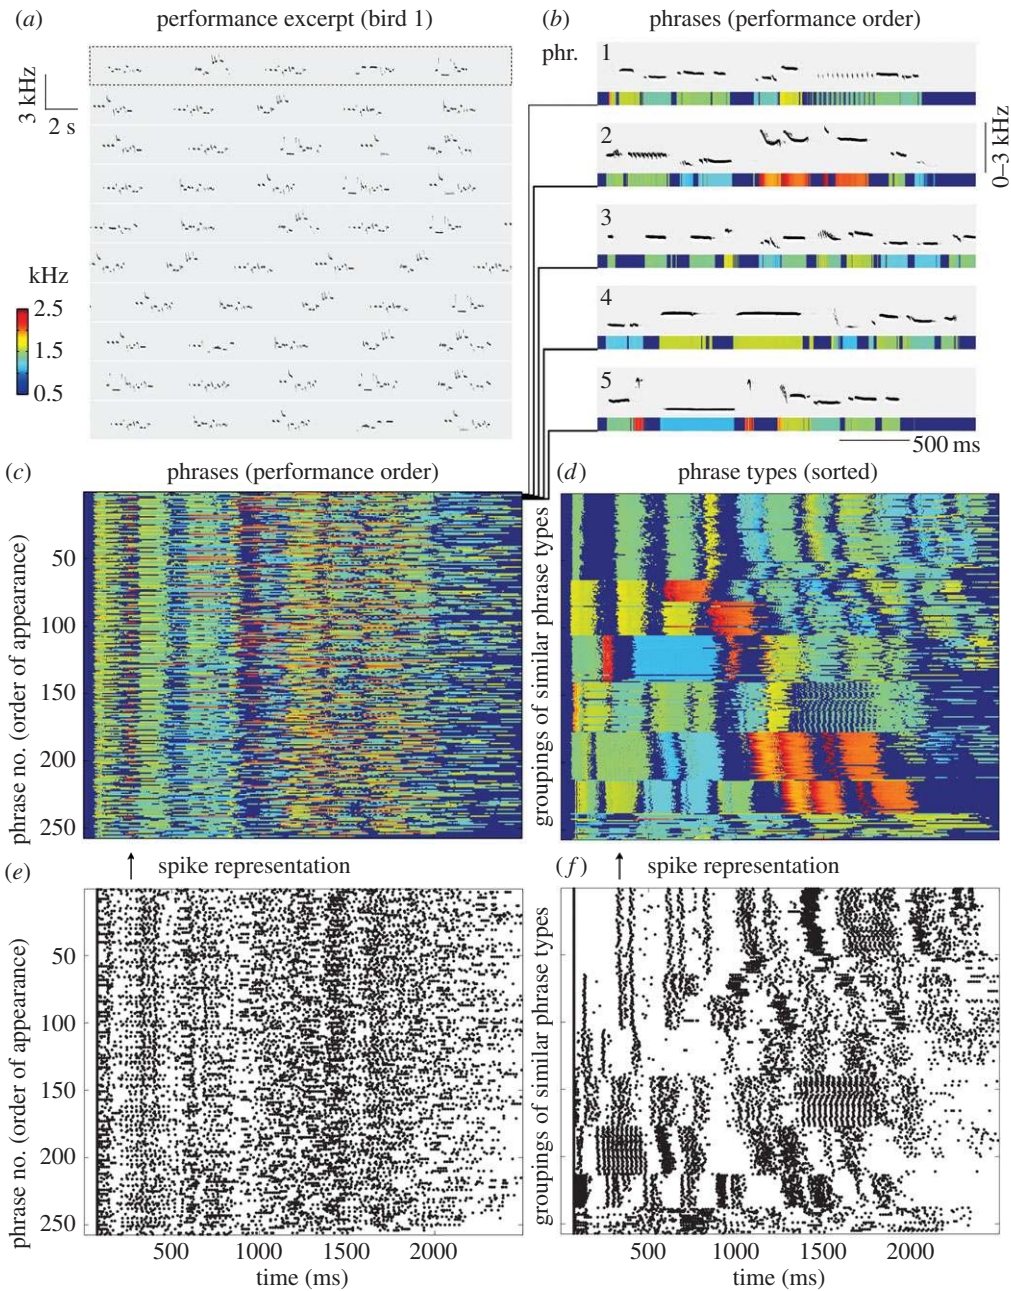 (a) performance excerpt (bird 1)
3 kHz
2 s
kHz
2.5
1.5
0.5
(b) phrases (performance order)
phr.
1
2
3
4
5
0–3 kHz
500 ms
(c) phrases (performance order)
phrase no. (order of appearance)
50
100
150
200
250
(d) phrase types (sorted)
groupings of similar phrase types
(e) spike representation
phrase no. (order of appearance)
50
100
150
200
250
500 1000 1500 2000
time (ms)
(f) spike representation
groupings of similar phrase types
500 1000 1500 2000
time (ms)